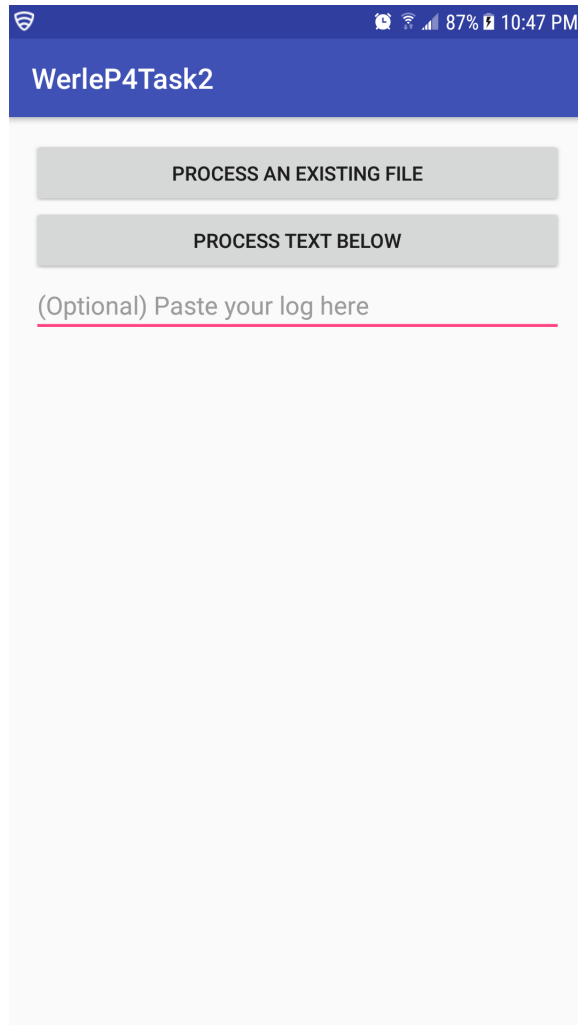 87% 10:47 PM
WerleP4Task2
PROCESS AN EXISTING FILE
PROCESS TEXT BELOW
(Optional) Paste your log here